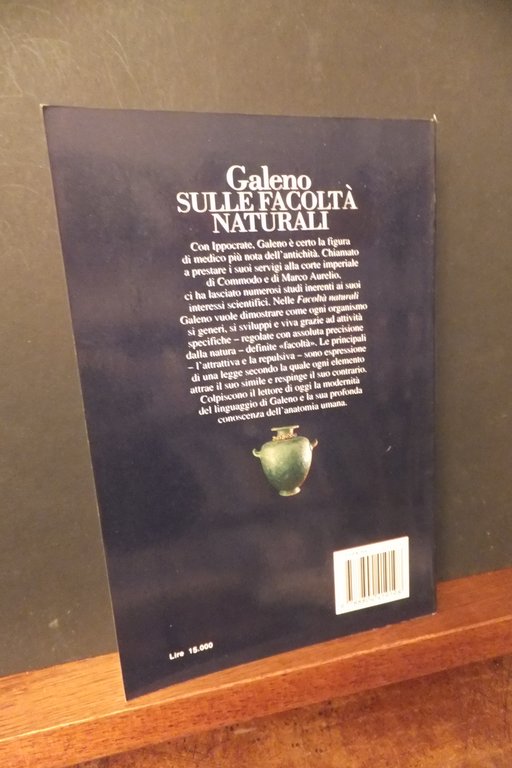 Galeno
SULLE FACOLTÀ
NATURALI
Con Ippocrate, Galeno è certo la figura
di medico più nota dell'antichità. Chiamato
a prestare i suoi servigi alla corte imperiale
di Commodo e di Marco Aurelio,
ci ha lasciato numerosi studi inerenti ai suoi
interessi scientifici. Nelle Facoltà naturali
Galeno vuole dimostrare come ogni organismo
si generi, si sviluppi e viva grazie ad attività
specifiche – regolate con assoluta precisione
dalla natura – definite «facoltà». Le principali
– l'attrattiva e la repulsiva – sono espressione
di una legge secondo la quale ogni elemento
attrae il suo simile e respinge il suo contrario.
Colpiscono il lettore di oggi la modernità
del linguaggio di Galeno e la sua profonda
conoscenza dell'anatomia umana.
Lire 15.000